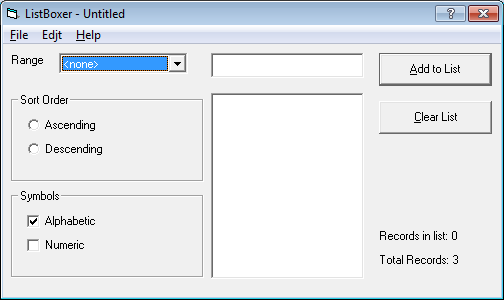 ListBoxer - Untitled
File Edjt Help
Range <none> Add to List
Sort Order
Ascending
Descending
Clear List
Symbols
Alphabetic
Numeric
Records in list: 0
Total Records: 3